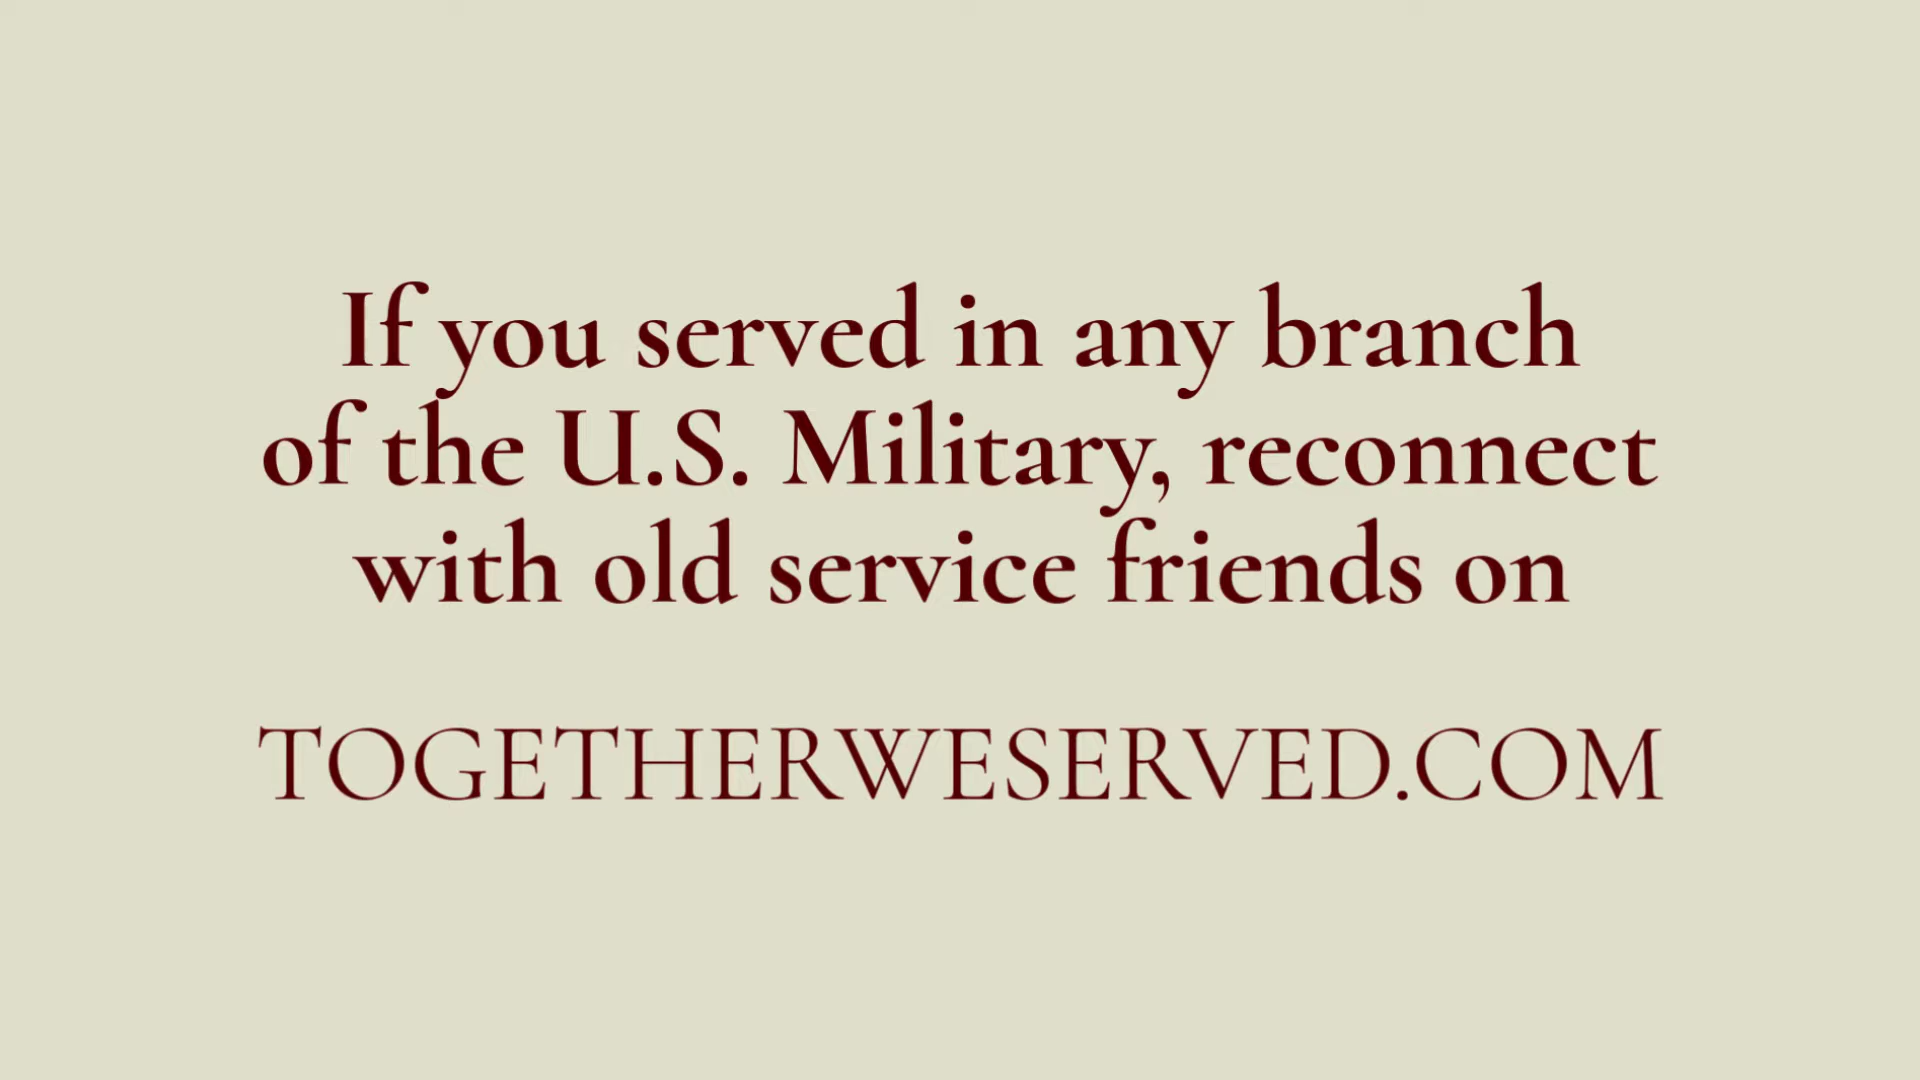 If you served in any branch
of the U.S. Military, reconnect
with old service friends on
TOGETHERWESERVED.COM